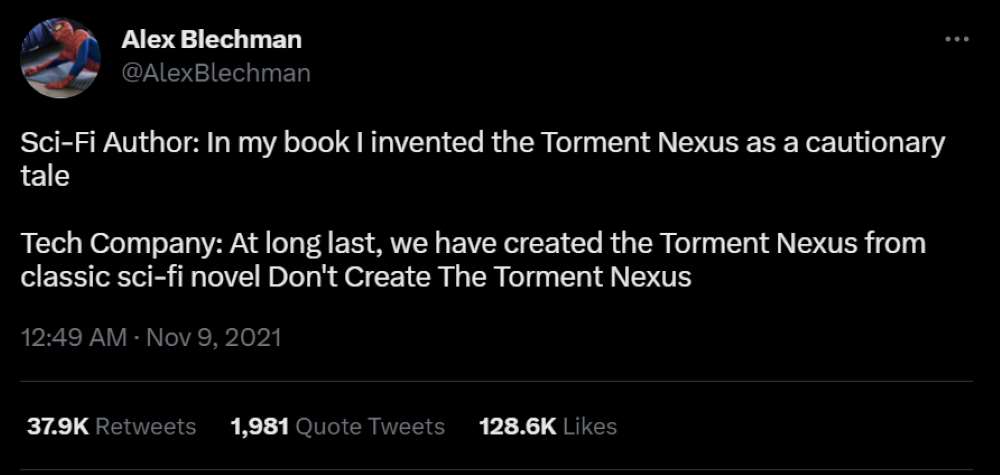 Alex Blechman
@AlexBlechman
Sci-Fi Author: In my book I invented the Torment Nexus as a cautionary
tale
Tech Company: At long last, we have created the Torment Nexus from
classic sci-fi novel Don't Create The Torment Nexus
12:49 AM · Nov 9, 2021
37.9K Retweets 1,981 Quote Tweets 128.6K Likes